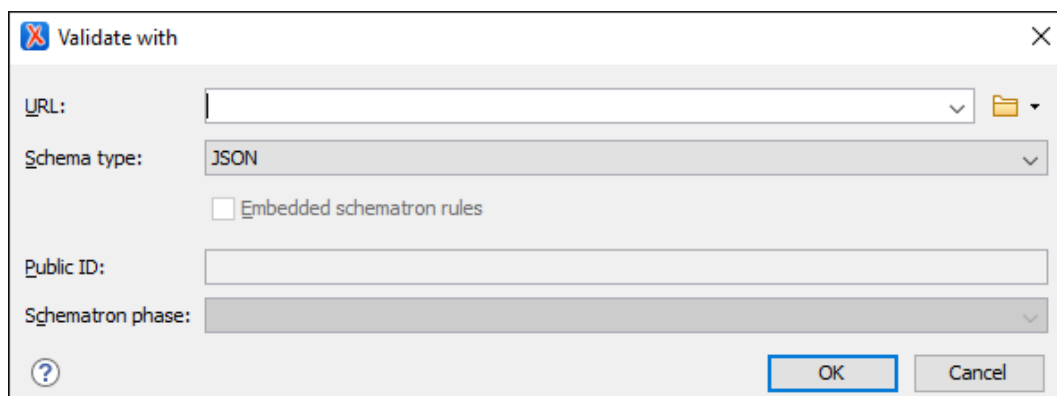 Validate with
URL:
Schema type: JSON
Embedded schematron rules
Public ID:
Schematron phase:
? OK Cancel